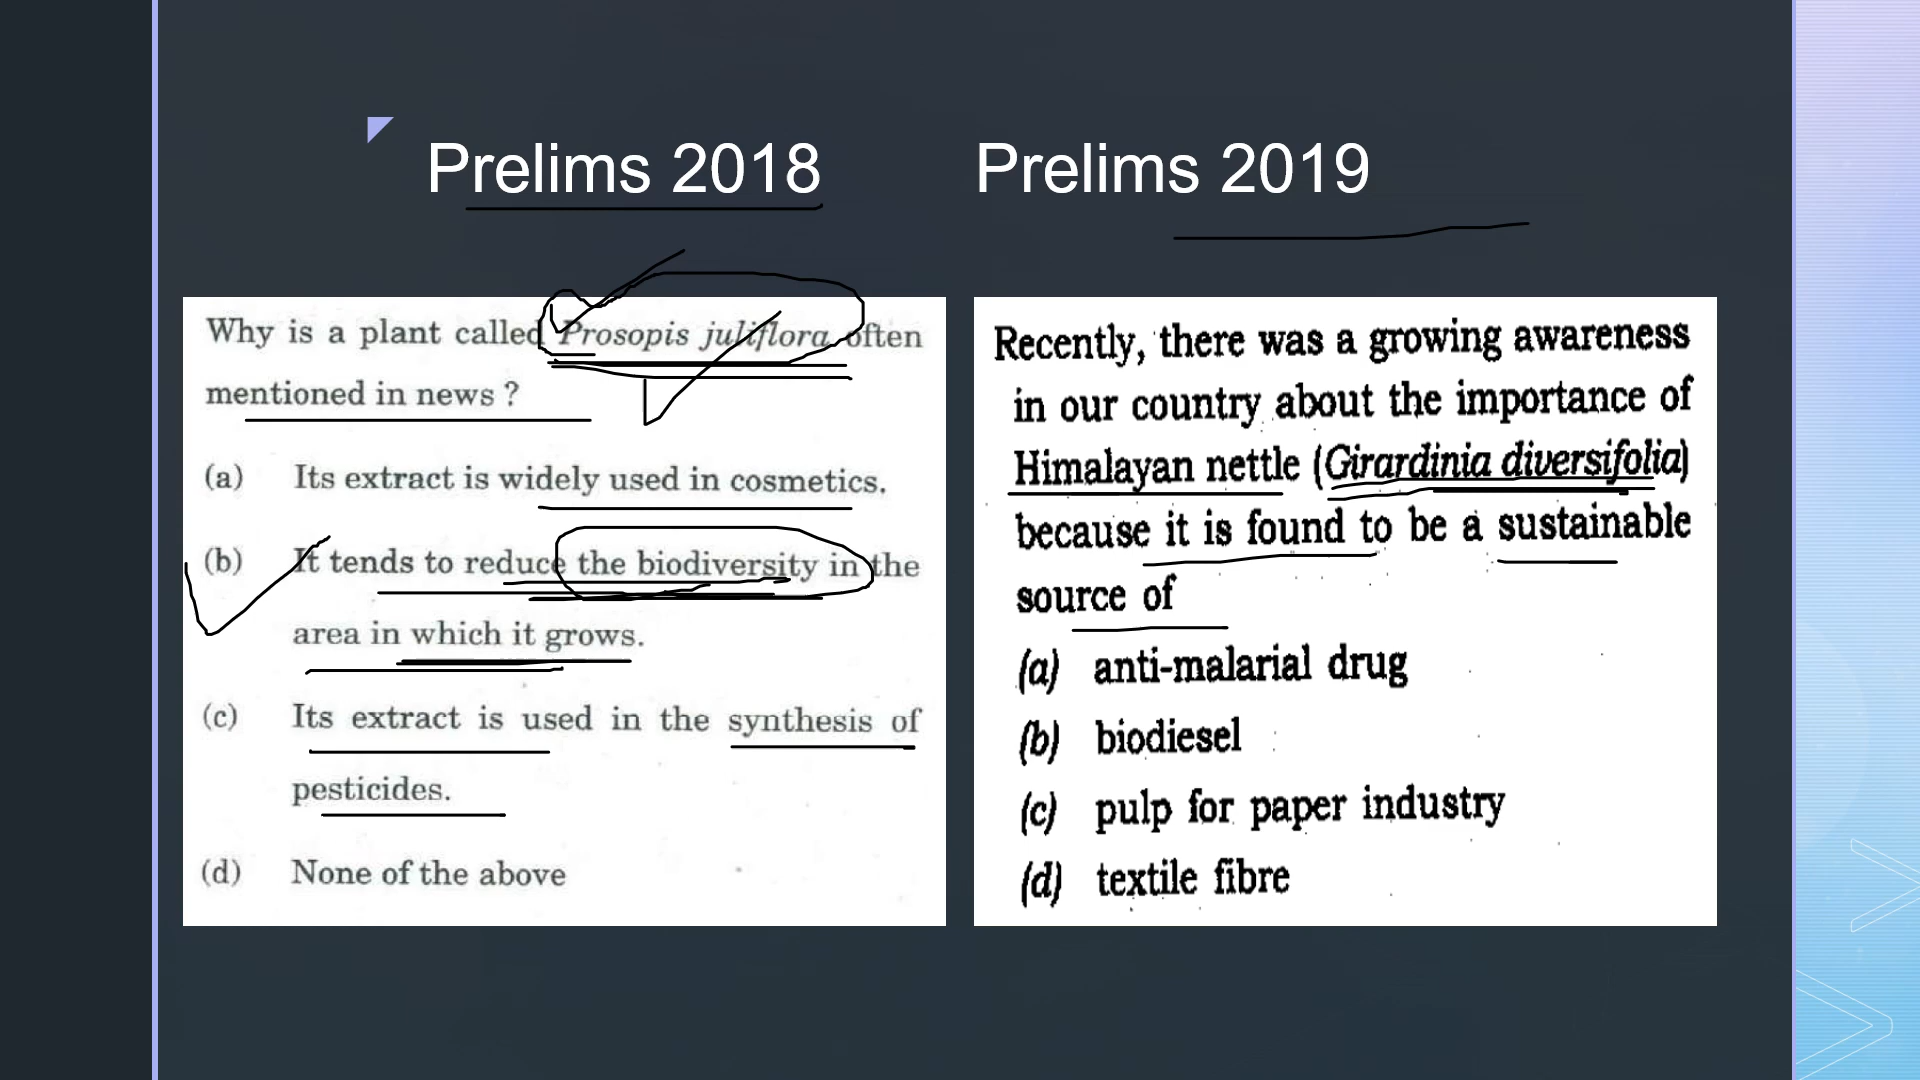 Prelims 2018
Prelims 2019
Why is a plant called Prosopis juliflora often
mentioned in news ?
(a) Its extract is widely used in cosmetics.
(b) It tends to reduce the biodiversity in the
area in which it grows.
(c) Its extract is used in the synthesis of
pesticides.
(d) None of the above
Recently, there was a growing awareness
in our country about the importance of
Himalayan nettle (Girardinia diversifolia)
because it is found to be a sustainable
source of
(a) anti-malarial drug
(b) biodiesel
(c) pulp for paper industry
(d) textile fibre